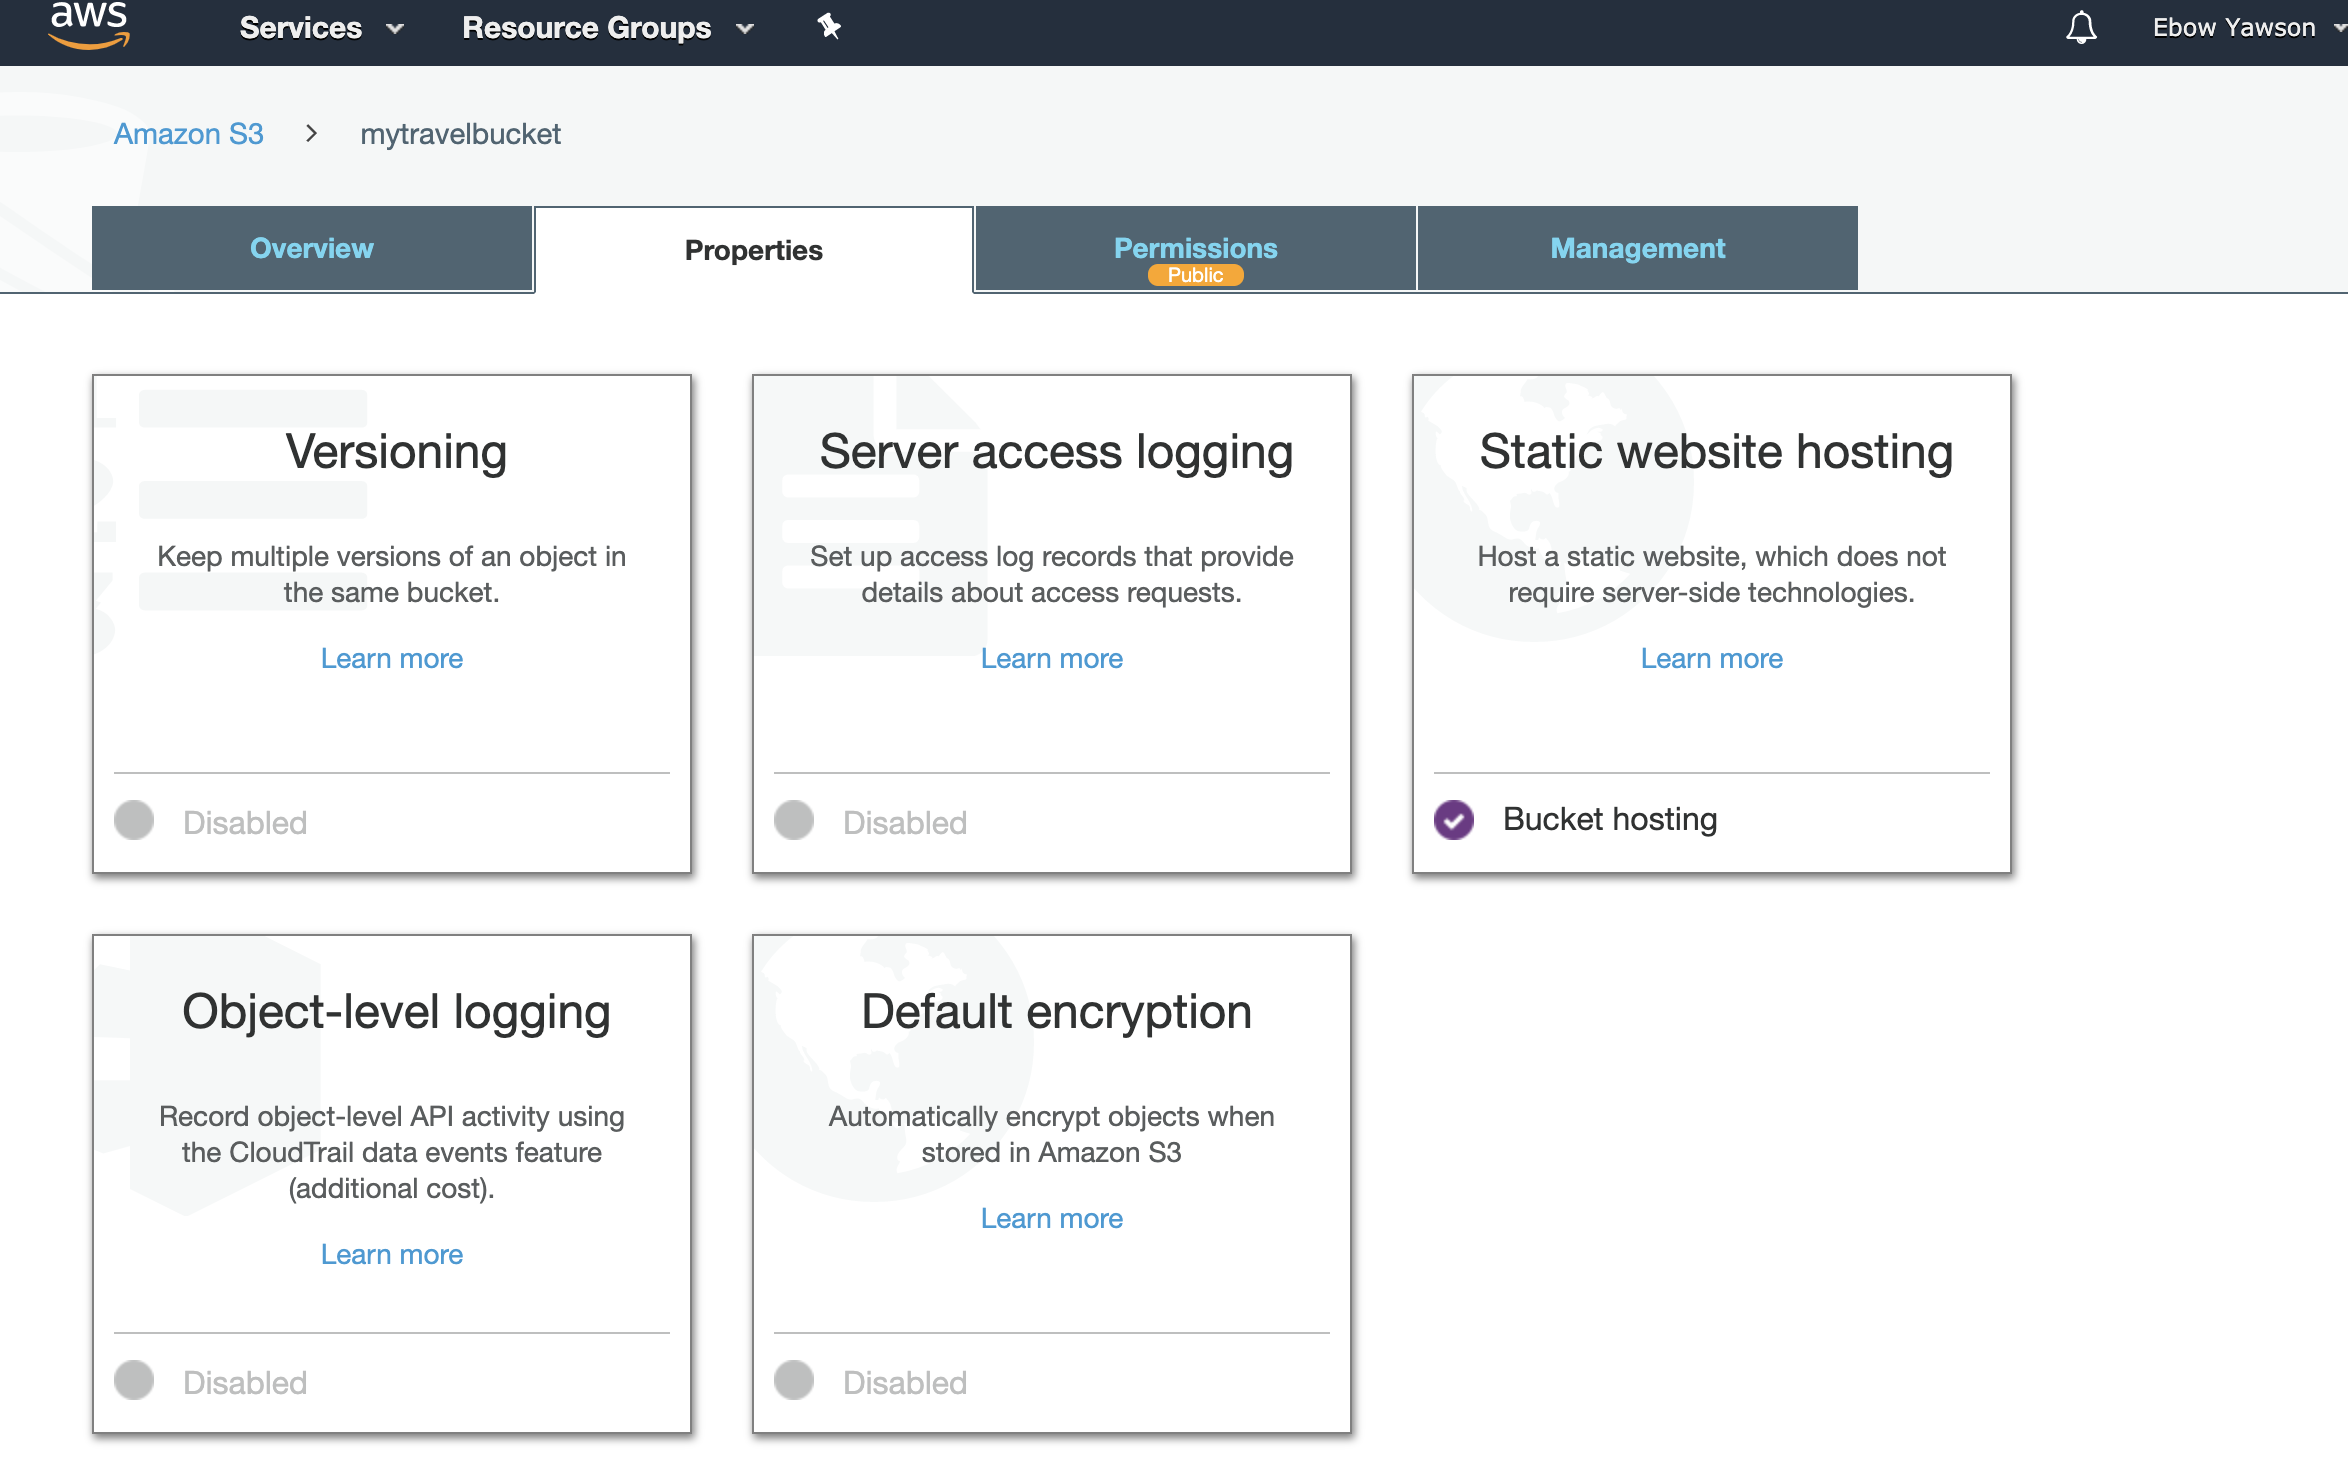 aws
Services
Resource Groups
Ebow Yawson
Amazon S3 > mytravelbucket
Overview
Properties
Permissions
Public
Management
Versioning
Keep multiple versions of an object in
the same bucket.
Learn more
Disabled
Server access logging
Set up access log records that provide
details about access requests.
Learn more
Disabled
Static website hosting
Host a static website, which does not
require server-side technologies.
Learn more
Bucket hosting
Object-level logging
Record object-level API activity using
the CloudTrail data events feature
(additional cost).
Learn more
Disabled
Default encryption
Automatically encrypt objects when
stored in Amazon S3
Learn more
Disabled